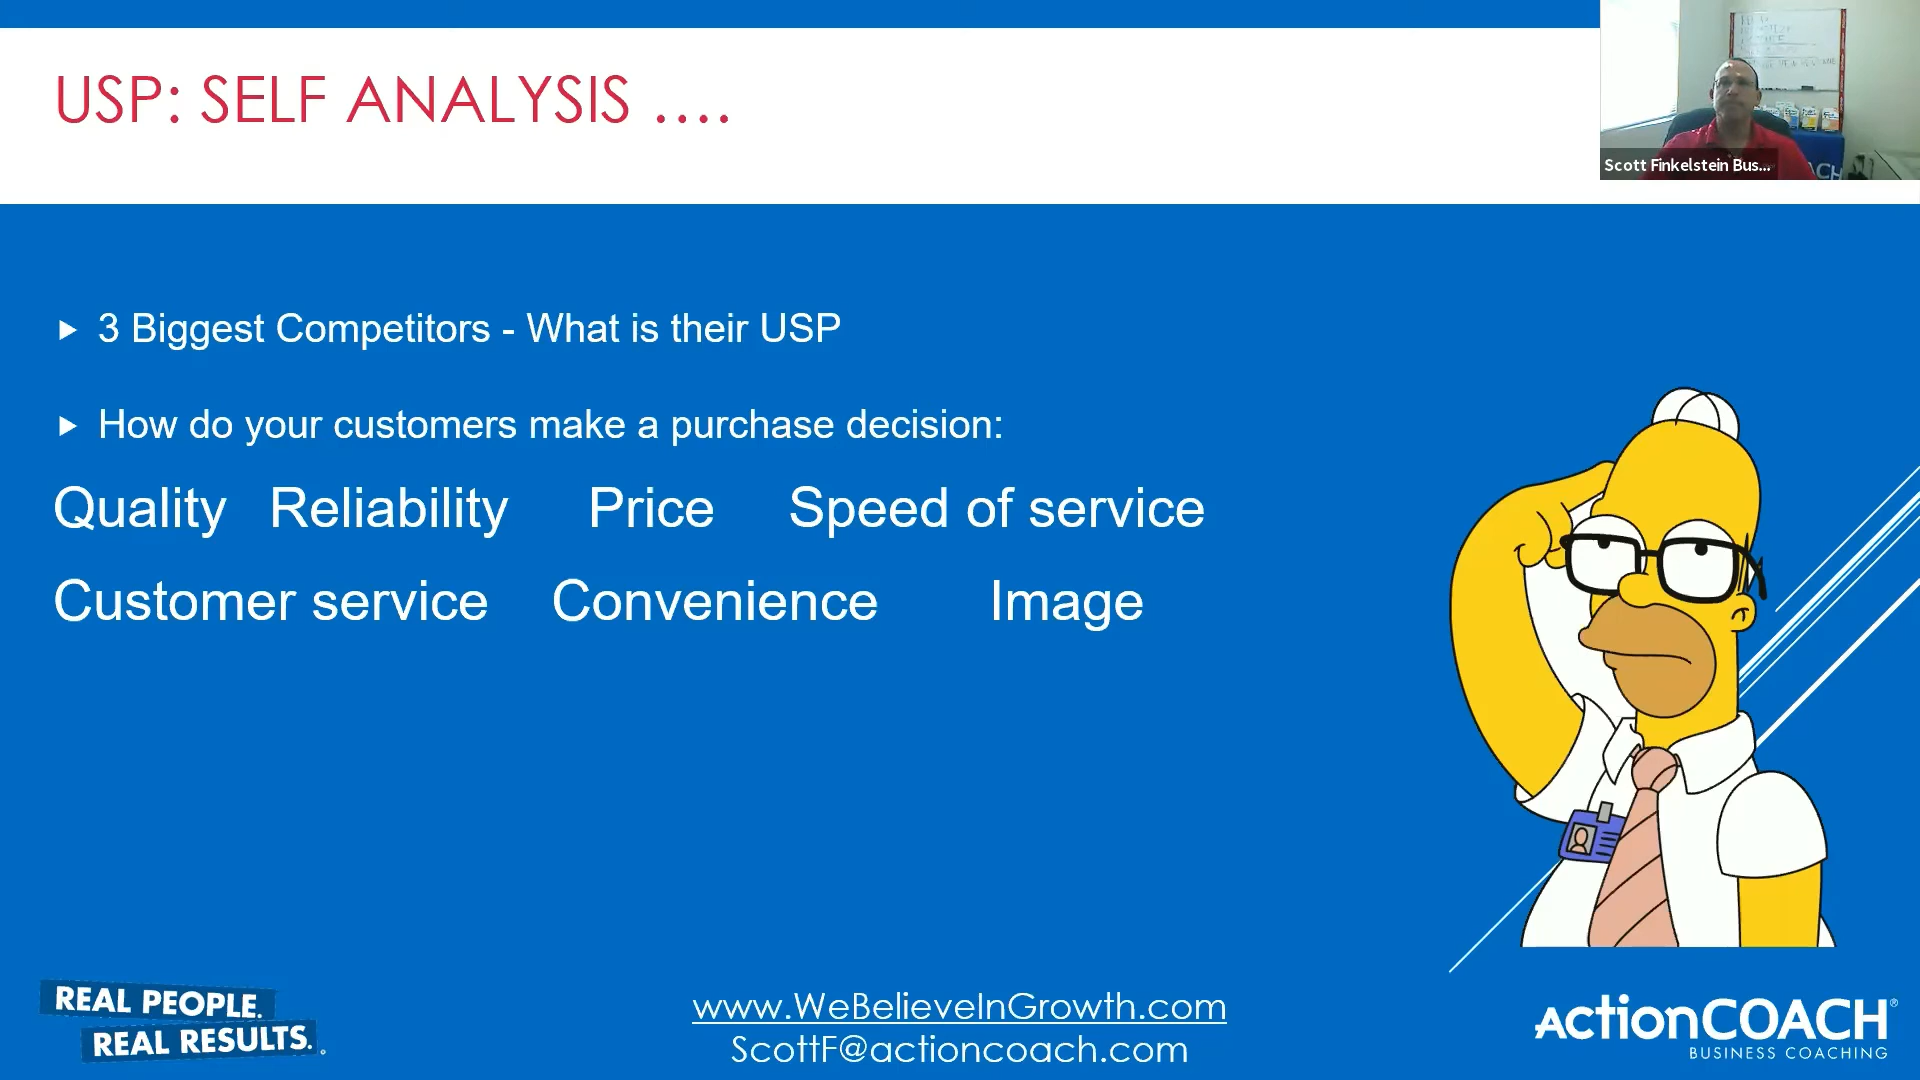 USP: SELF ANALYSIS ....
Scott Finkelstein Bus...
3 Biggest Competitors - What is their USP
How do your customers make a purchase decision:
Quality Reliability Price Speed of service
Customer service Convenience Image
REAL PEOPLE.
REAL RESULTS.
www.WeBelieveInGrowth.com
ScottF@actioncoach.com
ActionCOACH®
BUSINESS COACHING